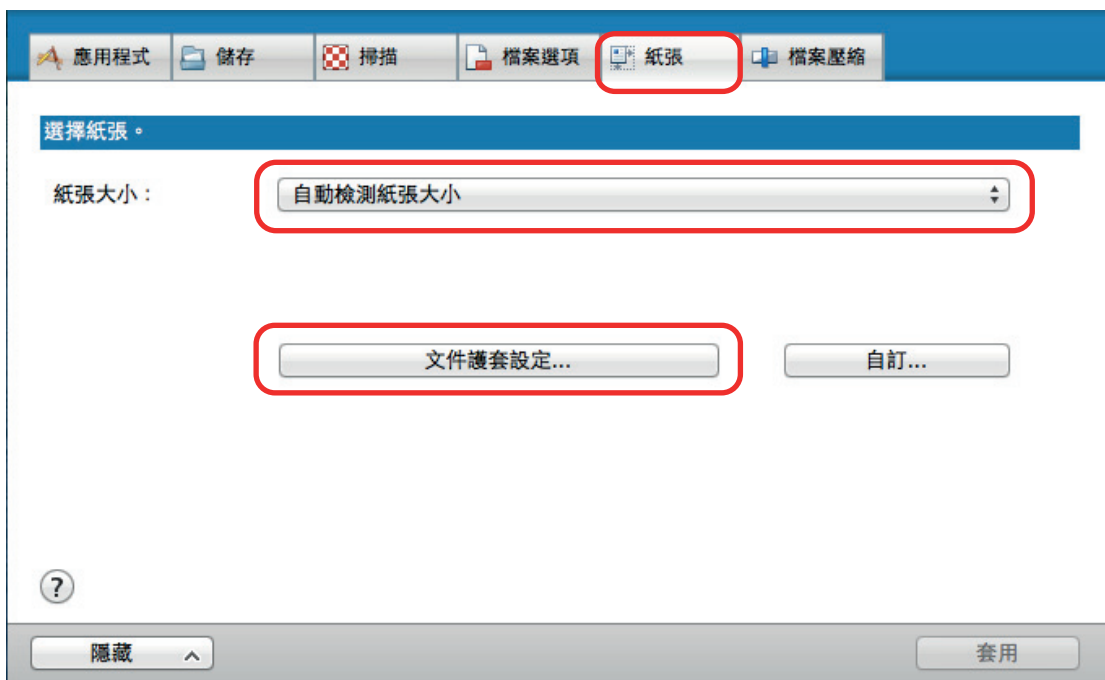 應用程式 儲存 掃描 檔案選項 紙張 檔案壓縮
選擇紙張。
紙張大小： 自動檢測紙張大小
文件護套設定... 自訂...
?
隱藏 套用